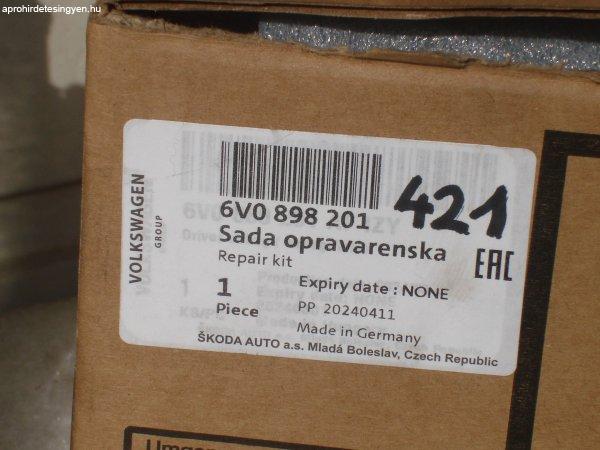 aprohirdetesingyen.hu
VOLKSWAGEN
GROUP
6V0 898 201
421
Sada opravarenska
Repair kit
EAC
1
Piece
Expiry date : NONE
PP 20240411
Made in Germany
ŠKODA AUTO a.s. Mladá Boleslav, Czech Republic